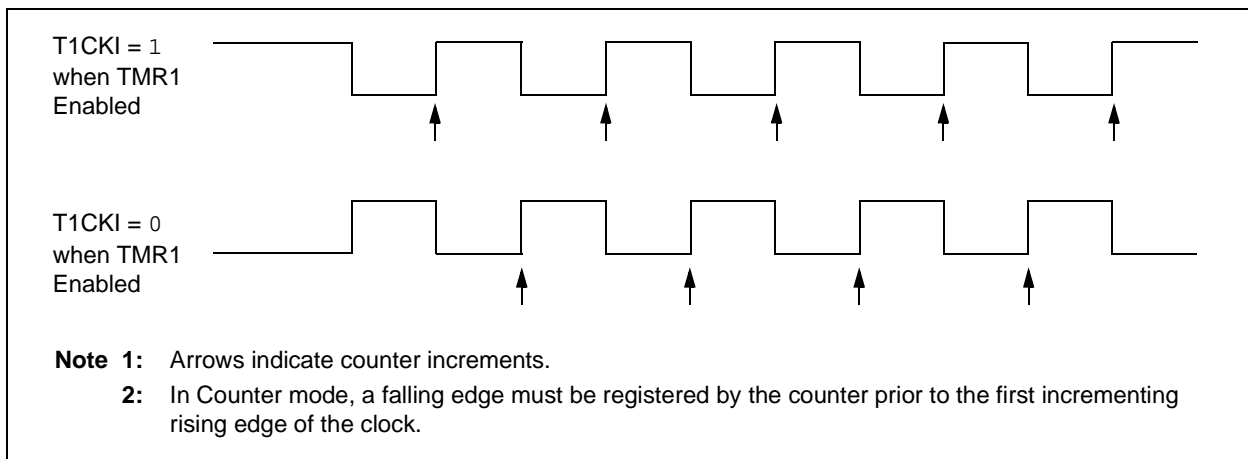 T1CKI = 1
when TMR1
Enabled
T1CKI = 0
when TMR1
Enabled
Note 1: Arrows indicate counter increments.
2: In Counter mode, a falling edge must be registered by the counter prior to the first incrementing
rising edge of the clock.